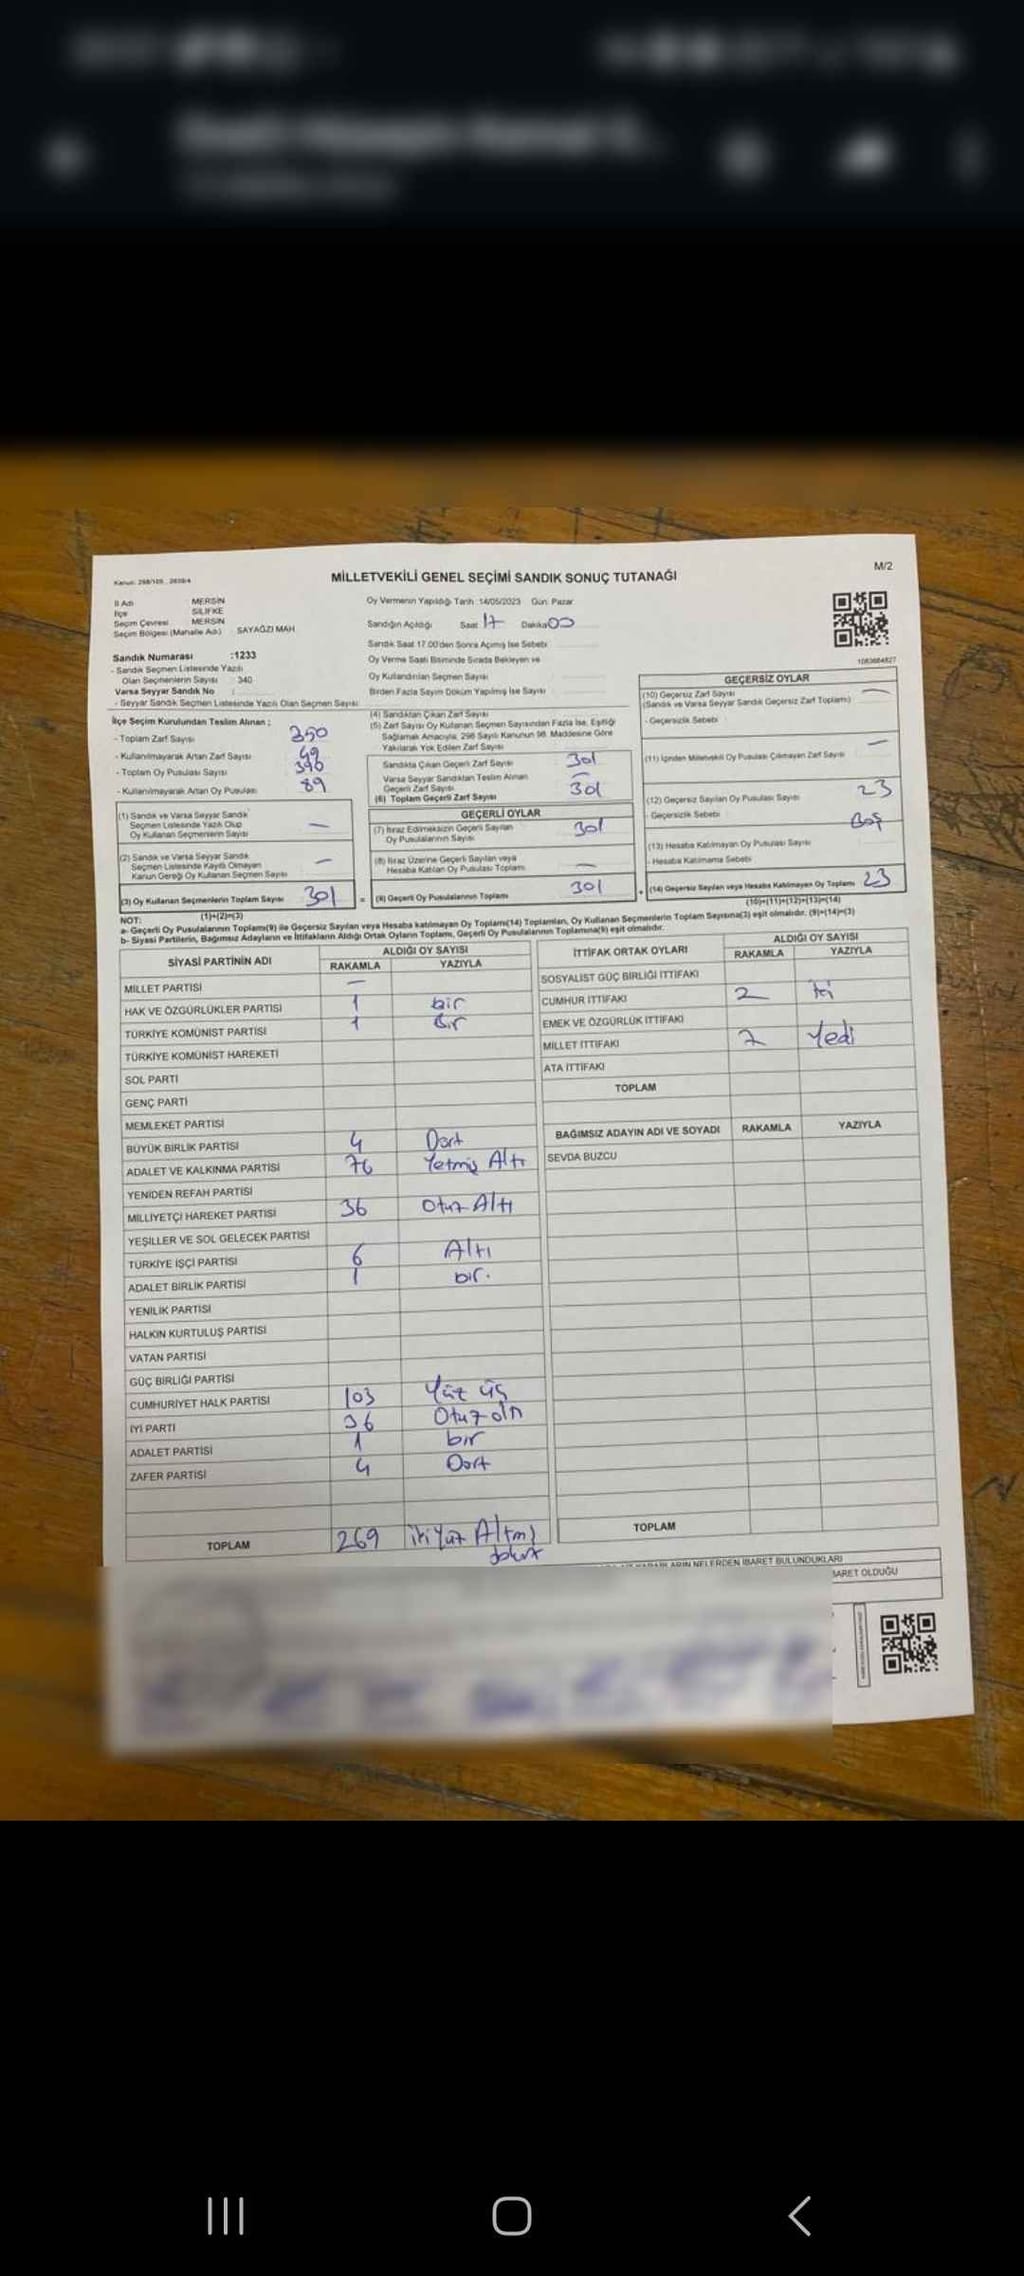 Kanun: 298/105, 2839/4
MİLLETVEKİLİ GENEL SEÇİMİ SANDIK SONUÇ TUTANAĞI
M/2
İl Adı MERSİN
İlçe SİLİFKE
Seçim Çevresi MERSİN
Seçim Bölgesi (Mahalle Adı) SAYAĞZI MAH
Oy Vermenin Yapıldığı Tarih :14/05/2023 Gün: Pazar
Sandığın Açıldığı Saat 17 Dakika 00
Sandık Saat 17.00'den Sonra Açılmış İse Sebebi
Oy Verme Saati Bitiminde Sırada Bekleyen ve
Oy Kullandırılan Seçmen Sayısı
Birden Fazla Sayım Döküm Yapılmış İse Sayısı
Sandık Numarası :1233
- Sandık Seçmen Listesinde Yazılı
Olan Seçmenlerin Sayısı : 340
Varsa Seyyar Sandık No :
- Seyyar Sandık Seçmen Listesinde Yazılı Olan Seçmen Sayısı
İlçe Seçim Kurulundan Teslim Alınan ;
- Toplam Zarf Sayısı 350
- Kullanılmayarak Artan Zarf Sayısı 49
- Toplam Oy Pusulası Sayısı 390
- Kullanılmayarak Artan Oy Pusulası 89
(1) Sandık ve Varsa Seyyar Sandık
Seçmen Listesinde Yazılı Olup
Oy Kullanan Seçmenlerin Sayısı —
(2) Sandık ve Varsa Seyyar Sandık
Seçmen Listesinde Kayıtlı Olmayan
Kanun Gereği Oy Kullanan Seçmen Sayısı —
(3) Oy Kullanan Seçmenlerin Toplam Sayısı 301
(1)+(2)=(3)
(4) Sandıktan Çıkan Zarf Sayısı
(5) Zarf Sayısı Oy Kullanan Seçmen Sayısından Fazla İse, Eşitliği
Sağlamak Amacıyla, 298 Sayılı Kanunun 98. Maddesine Göre
Yakılarak Yok Edilen Zarf Sayısı
Sandıkta Çıkan Geçerli Zarf Sayısı 301
Varsa Seyyar Sandıktan Teslim Alınan
Geçerli Zarf Sayısı —
(6) Toplam Geçerli Zarf Sayısı 301
GEÇERLİ OYLAR
(7) İtiraz Edilmeksizin Geçerli Sayılan
Oy Pusulalarının Sayısı 301
(8) İtiraz Üzerine Geçerli Sayılan veya
Hesaba Katılan Oy Pusulası Toplamı —
(9) Geçerli Oy Pusulalarının Toplamı 301
1083684827
GEÇERSİZ OYLAR
(10) Geçersiz Zarf Sayısı —
(Sandık ve Varsa Seyyar Sandık Geçersiz Zarf Toplamı)
- Geçersizlik Sebebi
(11) İçinden Milletvekili Oy Pusulası Çıkmayan Zarf Sayısı —
(12) Geçersiz Sayılan Oy Pusulası Sayısı 23
- Geçersizlik Sebebi Boş
(13) Hesaba Katılmayan Oy Pusulası Sayısı
- Hesaba Katılmama Sebebi
(14) Geçersiz Sayılan veya Hesaba Katılmayan Oy Toplamı 23
(10)+(11)+(12)+(13)=(14)
NOT:
a- Geçerli Oy Pusulalarının Toplamı(9) ile Geçersiz Sayılan veya Hesaba katılmayan Oy Toplamı(14) Toplamları, Oy Kullanan Seçmenlerin Toplam Sayısına(3) eşit olmalıdır. (9)+(14)=(3)
b- Siyasi Partilerin, Bağımsız Adayların ve İttifakların Aldığı Ortak Oyların Toplamı, Geçerli Oy Pusulalarının Toplamına(9) eşit olmalıdır.
SİYASİ PARTİNİN ADI ALDIĞI OY SAYISI
RAKAMLA YAZIYLA
MİLLET PARTİSİ —
HAK VE ÖZGÜRLÜKLER PARTİSİ 1 bir
TÜRKİYE KOMÜNİST PARTİSİ 1 Bir
TÜRKİYE KOMÜNİST HAREKETİ
SOL PARTİ
GENÇ PARTİ
MEMLEKET PARTİSİ
BÜYÜK BİRLİK PARTİSİ 4 Dört
ADALET VE KALKINMA PARTİSİ 76 Yetmiş Altı
YENİDEN REFAH PARTİSİ
MİLLİYETÇİ HAREKET PARTİSİ 36 Otuz Altı
YEŞİLLER VE SOL GELECEK PARTİSİ
TÜRKİYE İŞÇİ PARTİSİ 6 Altı
ADALET BİRLİK PARTİSİ 1 bir.
YENİLİK PARTİSİ
HALKIN KURTULUŞ PARTİSİ
VATAN PARTİSİ
GÜÇ BİRLİĞİ PARTİSİ
CUMHURİYET HALK PARTİSİ 103 Yüz üç
İYİ PARTİ 36 Otuz
ADALET PARTİSİ 1 bir
ZAFER PARTİSİ 4 Dört
TOPLAM 269 ikiYüz Altmış
dokuz
İTTİFAK ORTAK OYLARI ALDIĞI OY SAYISI
RAKAMLA YAZIYLA
SOSYALİST GÜÇ BİRLİĞİ İTTİFAKI
CUMHUR İTTİFAKI 2 iki
EMEK VE ÖZGÜRLÜK İTTİFAKI
MİLLET İTTİFAKI 7 Yedi
ATA İTTİFAKI
TOPLAM
BAĞIMSIZ ADAYIN ADI VE SOYADI RAKAMLA YAZIYLA
SEVDA BUZCU
TOPLAM
NELERDEN İBARET BULUNDUKLARI
BARET OLDUĞU